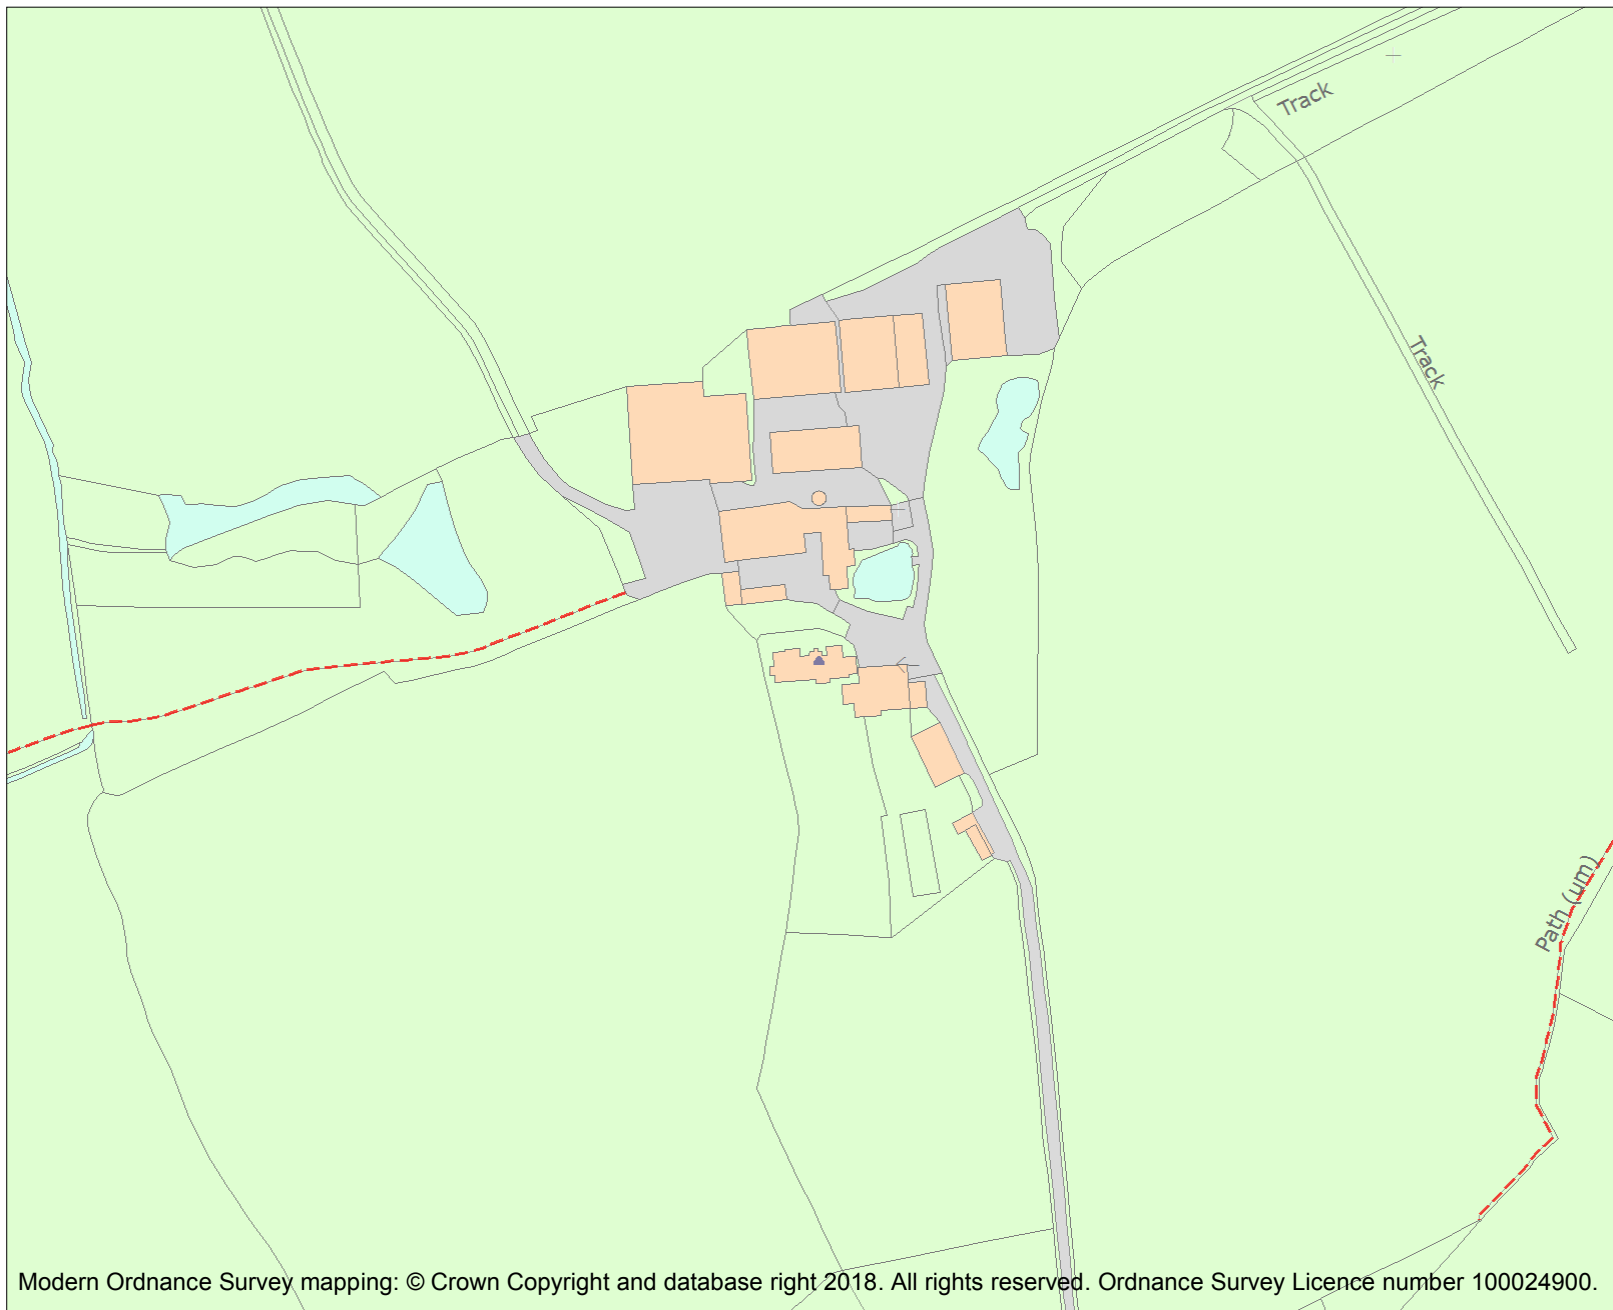 Track
Track
Path (um)
Modern Ordnance Survey mapping: © Crown Copyright and database right 2018. All rights reserved. Ordnance Survey Licence number 100024900.